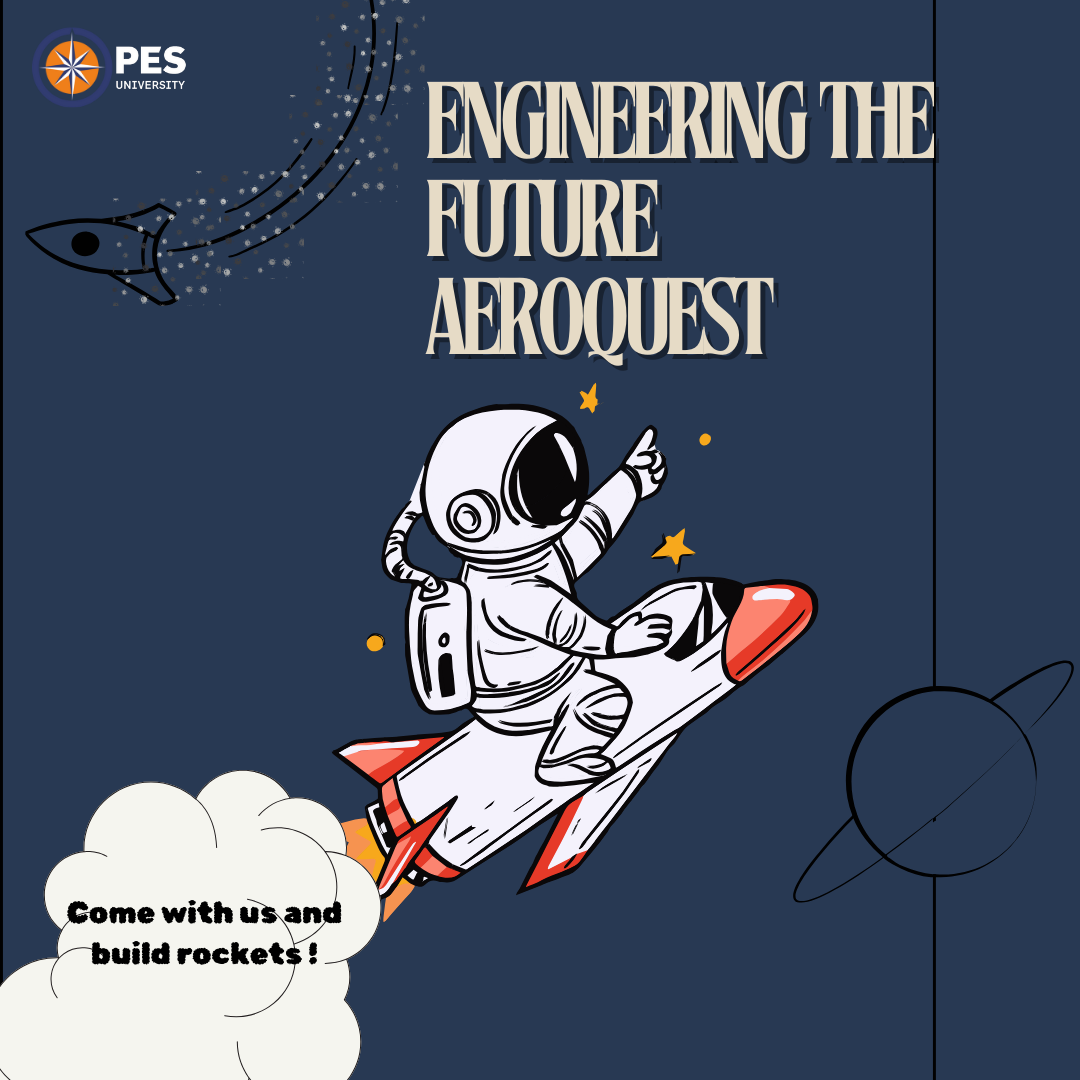 PES
UNIVERSITY
ENGINEERING THE
FUTURE
AEROQUEST
Come with us and
build rockets !